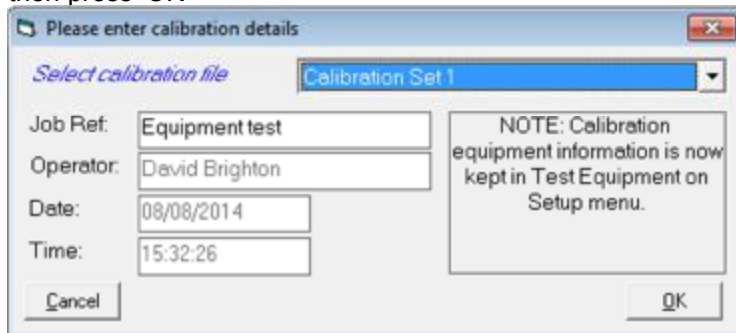 Please enter calibration details
Select calibration file
Calibration Set 1
Job Ref:
Equipment test
NOTE: Calibration
equipment information is now
kept in Test Equipment on
Setup menu.
Operator:
David Brighton
Date:
08/08/2014
Time:
15:32:26
Cancel
OK